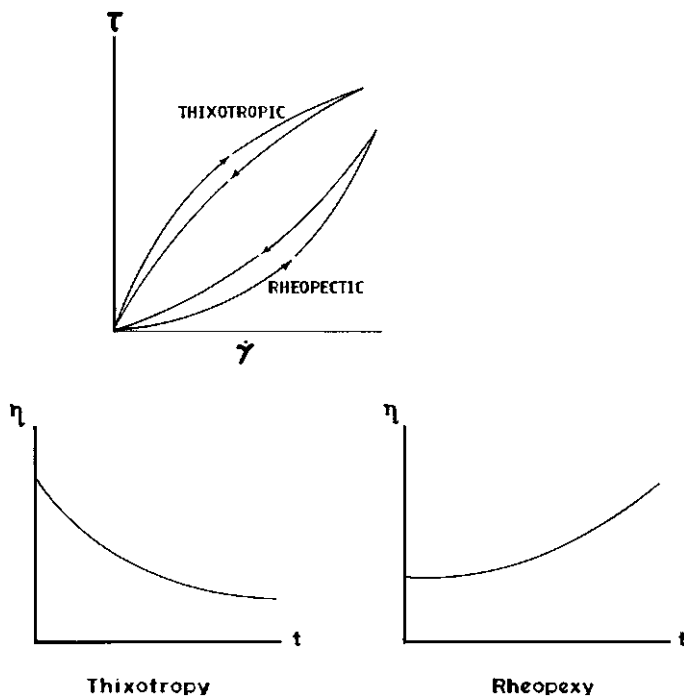 τ
THIXOTROPIC
RHEOPECTIC
γ̇
η
t
Thixotropy
η
t
Rheopexy